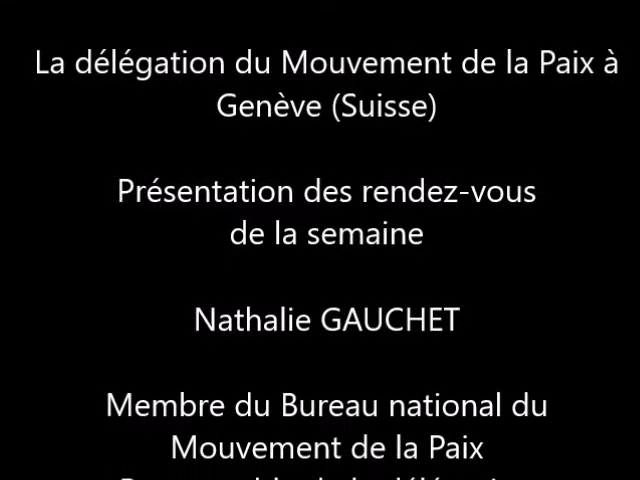 La délégation du Mouvement de la Paix à
Genève (Suisse)
Présentation des rendez-vous
de la semaine
Nathalie GAUCHET
Membre du Bureau national du
Mouvement de la Paix